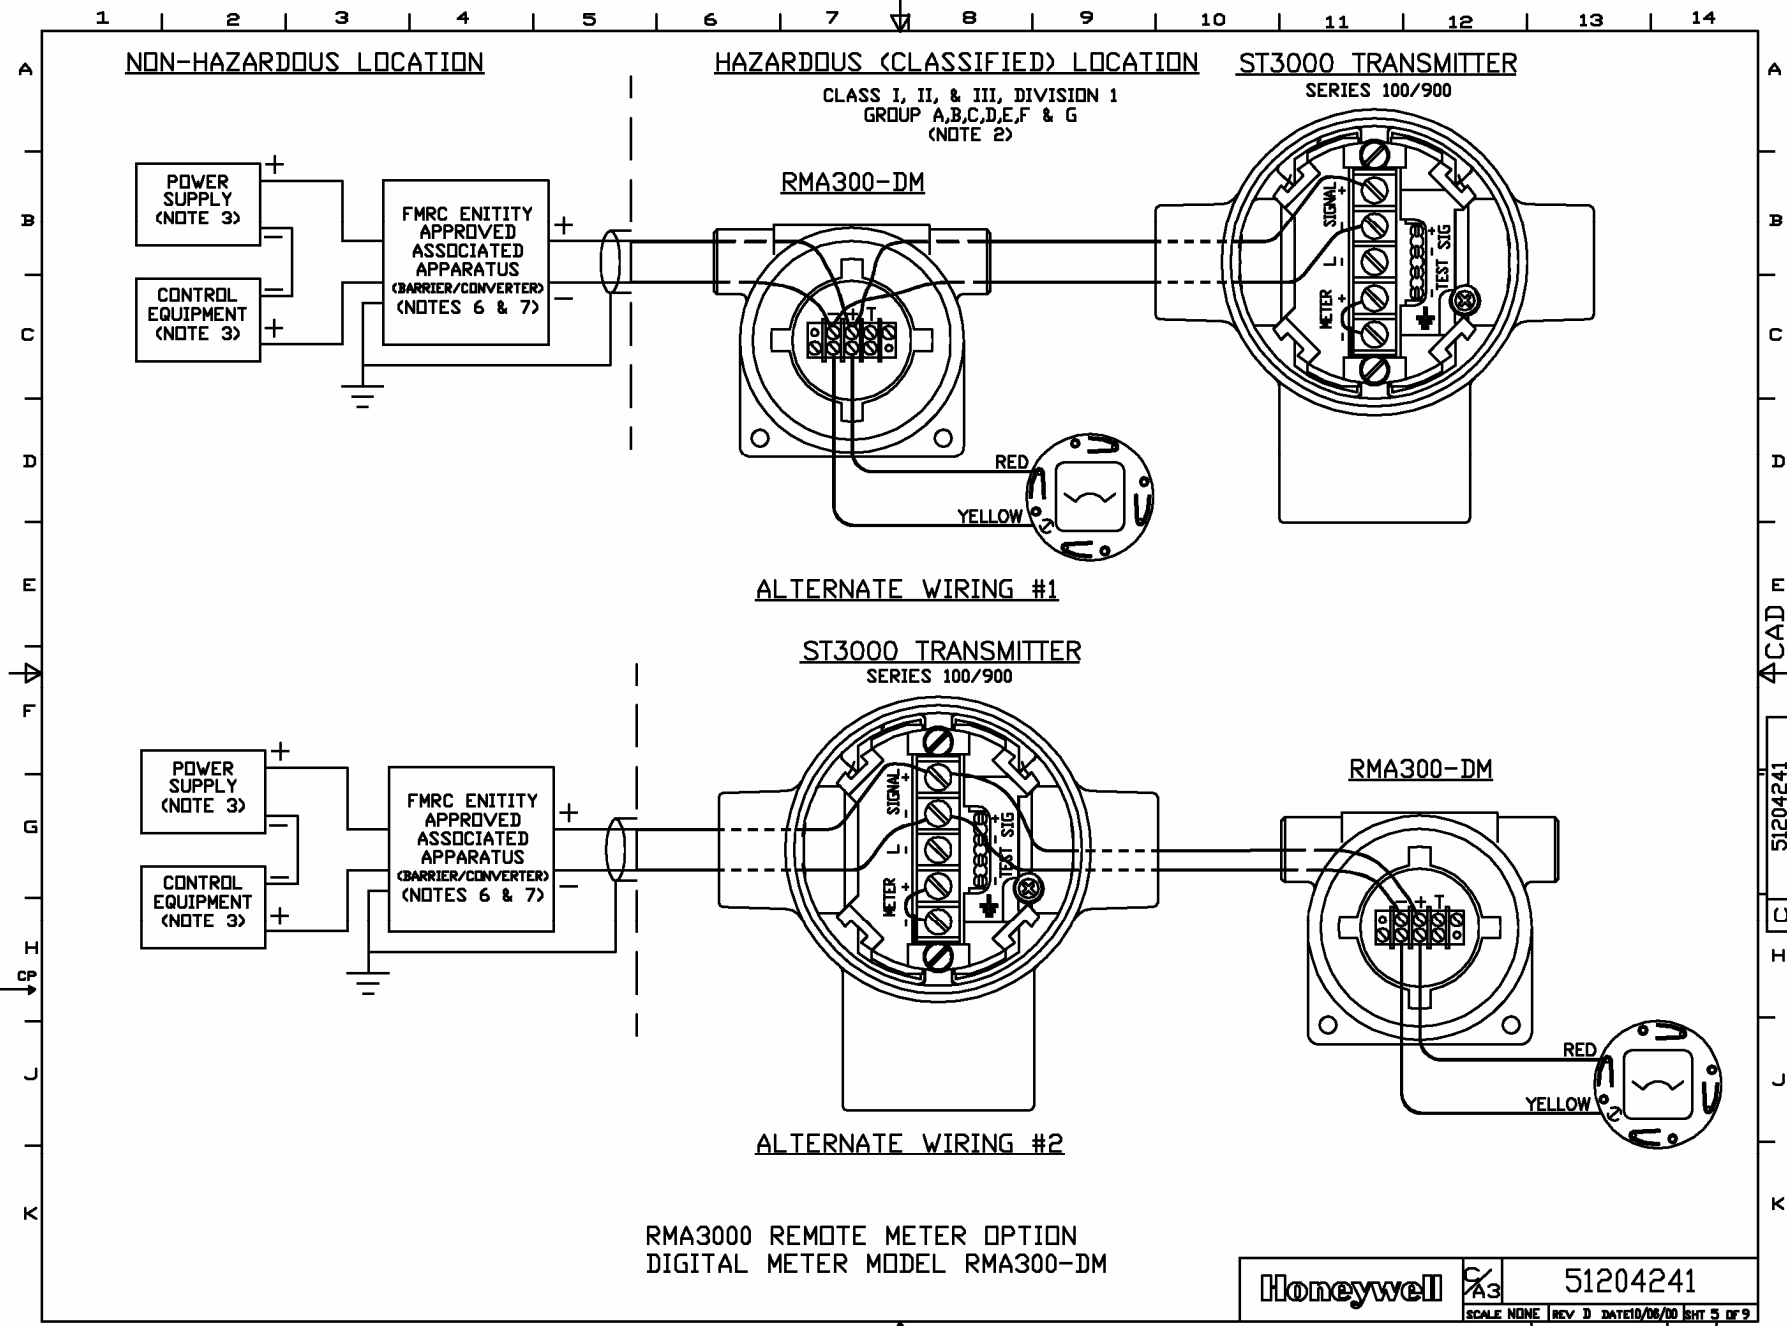 1 2 3 4 5 6 7 8 9 10 11 12 13 14
A
B
C
D
E
F
G
H
CP
J
K
A
B
C
D
E
CAD
51204241
C
H
J
K
NON-HAZARDOUS LOCATION
HAZARDOUS (CLASSIFIED) LOCATION
CLASS I, II, & III, DIVISION 1
GROUP A,B,C,D,E,F & G
(NOTE 2)
ST3000 TRANSMITTER
SERIES 100/900
POWER
SUPPLY
(NOTE 3)
+
-
CONTROL
EQUIPMENT
(NOTE 3)
-
+
FMRC ENITITY
APPROVED
ASSOCIATED
APPARATUS
(BARRIER/CONVERTER)
(NOTES 6 & 7)
+
-
RMA300-DM
- + T
RED
YELLOW
SIGNAL
+
-
L -
METER
+
-
TEST SIG
- +
-
ALTERNATE WIRING #1
ST3000 TRANSMITTER
SERIES 100/900
POWER
SUPPLY
(NOTE 3)
+
-
CONTROL
EQUIPMENT
(NOTE 3)
-
+
FMRC ENITITY
APPROVED
ASSOCIATED
APPARATUS
(BARRIER/CONVERTER)
(NOTES 6 & 7)
+
-
SIGNAL
+
-
L -
METER
+
-
TEST SIG
- +
-
RMA300-DM
- + T
RED
YELLOW
ALTERNATE WIRING #2
RMA3000 REMOTE METER OPTION
DIGITAL METER MODEL RMA300-DM
Honeywell
C/A3
51204241
SCALE NONE REV D DATE10/06/00 SHT 5 OF 9